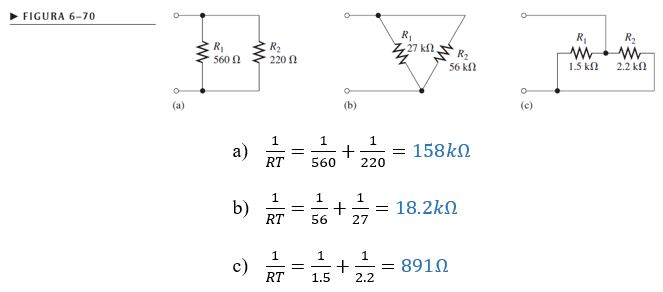 ► FIGURA 6–70
R1 560 Ω R2 220 Ω
(a)
R1 27 kΩ R2 56 kΩ
(b)
R1 1.5 kΩ R2 2.2 kΩ
(c)
a) 1/RT = 1/560 + 1/220 = 158kΩ
b) 1/RT = 1/56 + 1/27 = 18.2kΩ
c) 1/RT = 1/1.5 + 1/2.2 = 891Ω